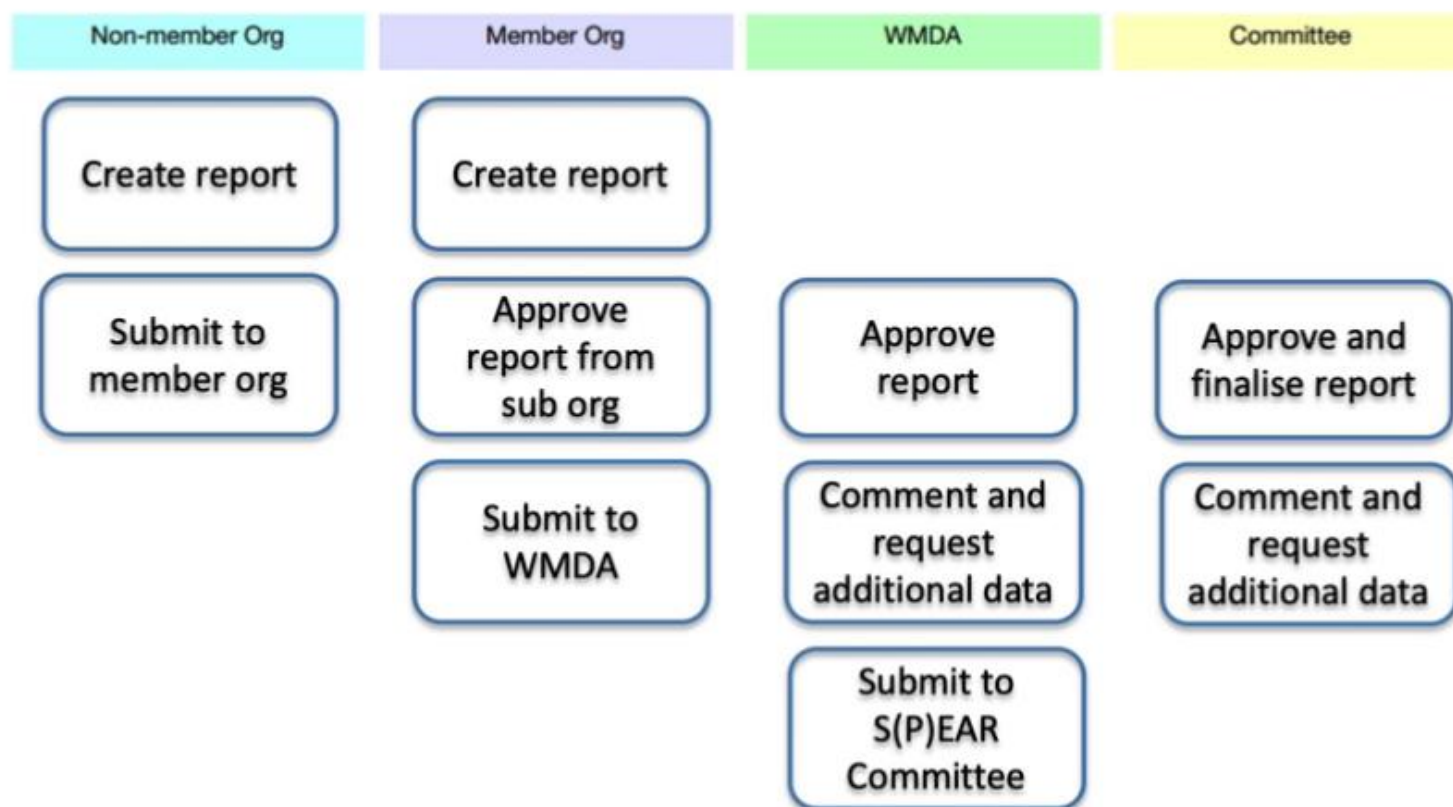 Non-member Org
Member Org
WMDA
Committee
Create report
Create report
Submit to
member org
Approve
report from
sub org
Approve
report
Approve and
finalise report
Submit to
WMDA
Comment and
request
additional data
Comment and
request
additional data
Submit to
S(P)EAR
Committee